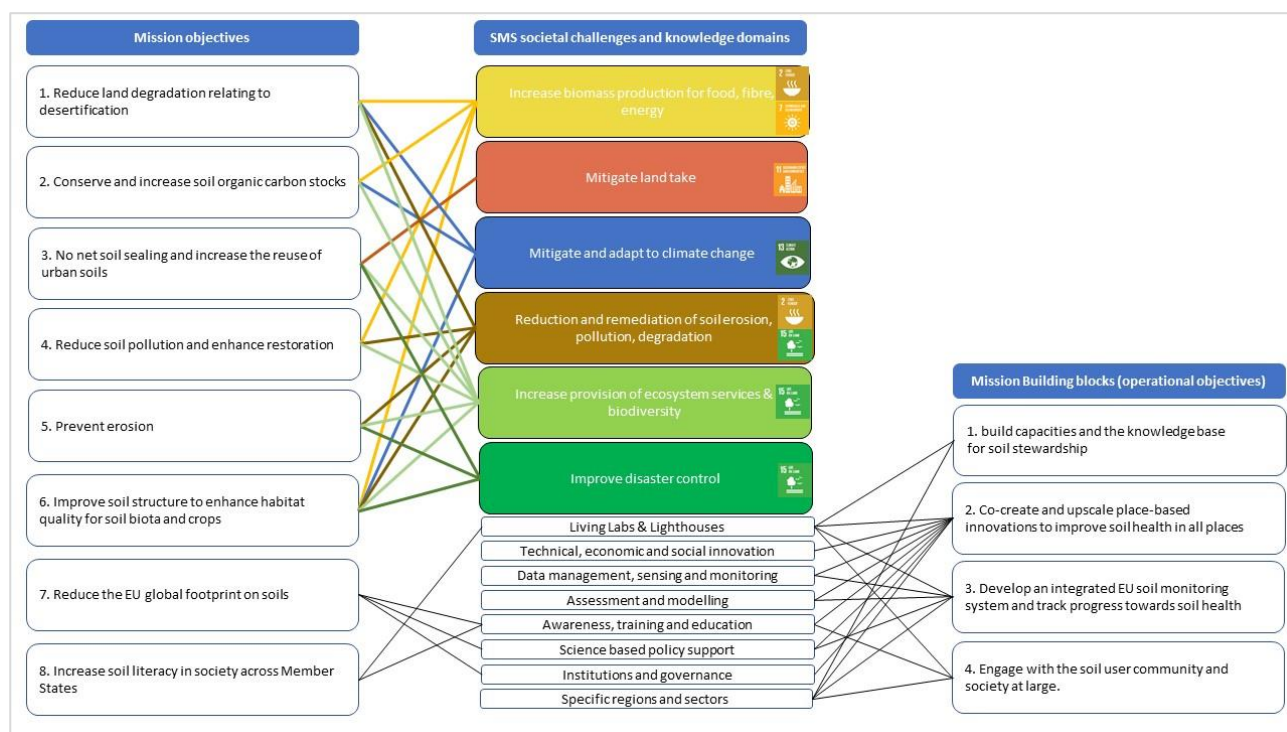 Mission objectives
1. Reduce land degradation relating to
desertification
2. Conserve and increase soil organic carbon stocks
3. No net soil sealing and increase the reuse of
urban soils
4. Reduce soil pollution and enhance restoration
5. Prevent erosion
6. Improve soil structure to enhance habitat
quality for soil biota and crops
7. Reduce the EU global footprint on soils
8. Increase soil literacy in society across Member
States
SMS societal challenges and knowledge domains
Increase biomass production for food, fibre,
energy
2
7
Mitigate land take
11
Mitigate and adapt to climate change
13
Reduction and remediation of soil erosion,
pollution, degradation
2
15
Increase provision of ecosystem services &
biodiversity
15
Improve disaster control
15
Living Labs & Lighthouses
Technical, economic and social innovation
Data management, sensing and monitoring
Assessment and modelling
Awareness, training and education
Science based policy support
Institutions and governance
Specific regions and sectors
Mission Building blocks (operational objectives)
1. build capacities and the knowledge base
for soil stewardship
2. Co-create and upscale place-based
innovations to improve soil health in all places
3. Develop an integrated EU soil monitoring
system and track progress towards soil health
4. Engage with the soil user community and
society at large.